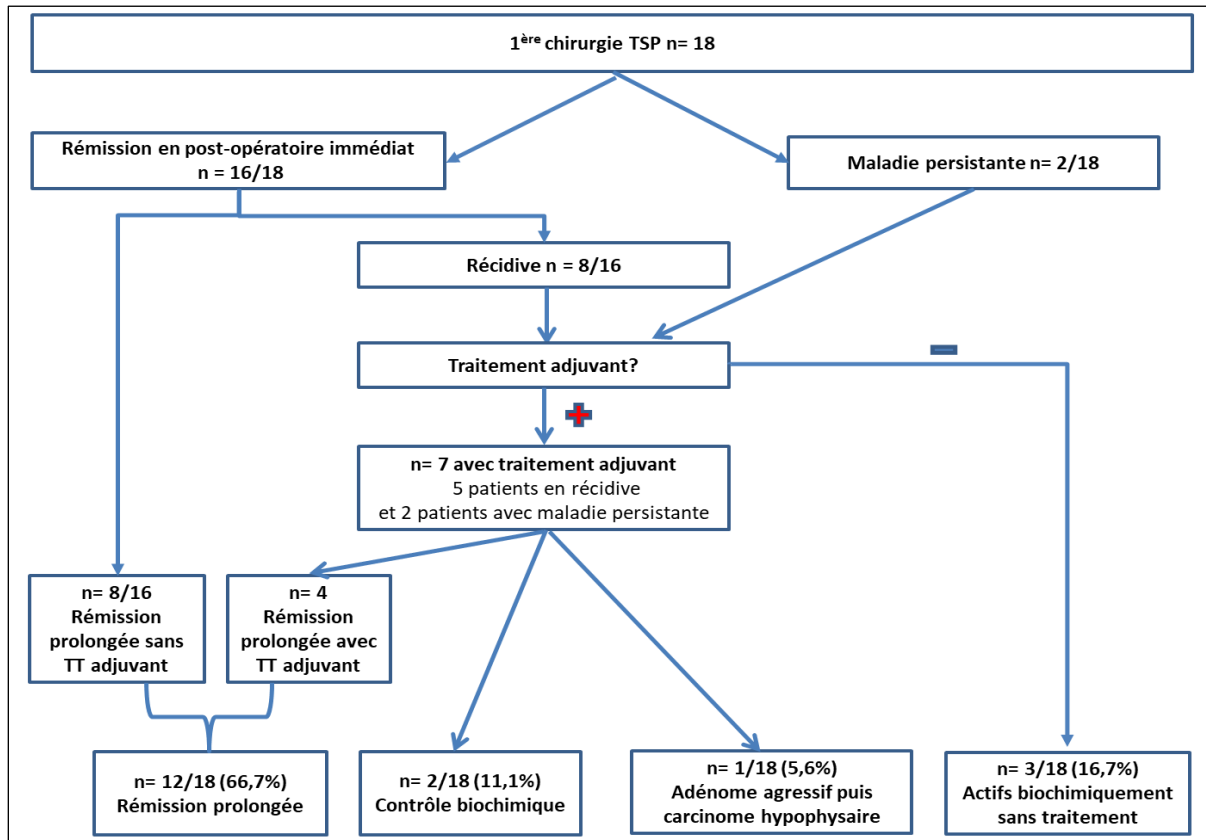 1ère chirurgie TSP n= 18
Rémission en post-opératoire immédiat
n = 16/18
Maladie persistante n= 2/18
Récidive n = 8/16
Traitement adjuvant?
n= 7 avec traitement adjuvant
5 patients en récidive
et 2 patients avec maladie persistante
n= 8/16
Rémission
prolongée sans
TT adjuvant
n= 4
Rémission
prolongée avec
TT adjuvant
n= 12/18 (66,7%)
Rémission prolongée
n= 2/18 (11,1%)
Contrôle biochimique
n= 1/18 (5,6%)
Adénome agressif puis
carcinome hypophysaire
n= 3/18 (16,7%)
Actifs biochimiquement
sans traitement